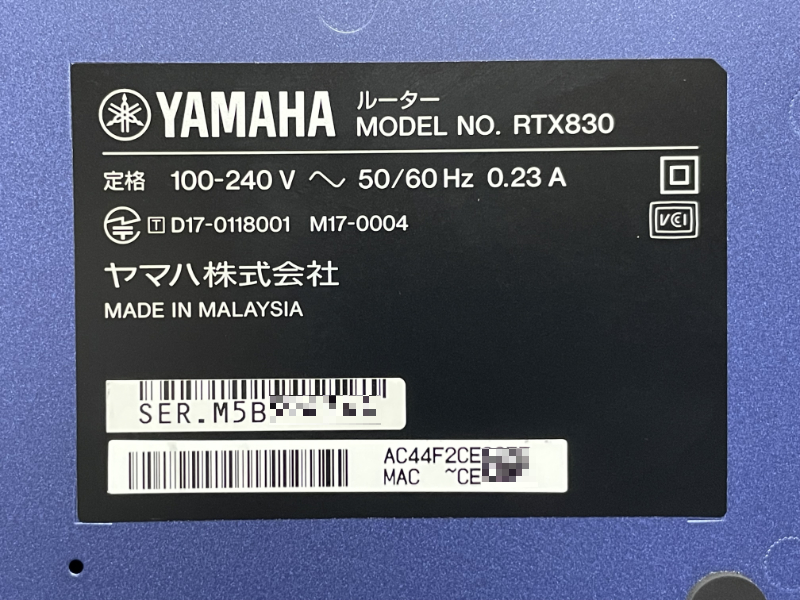 YAMAHA ルーター
MODEL NO. RTX830
定格 100-240 V ～ 50/60 Hz 0.23 A
T D17-0118001 M17-0004
VCI
ヤマハ株式会社
MADE IN MALAYSIA
SER.M5B
AC44F2CE
MAC ~CE